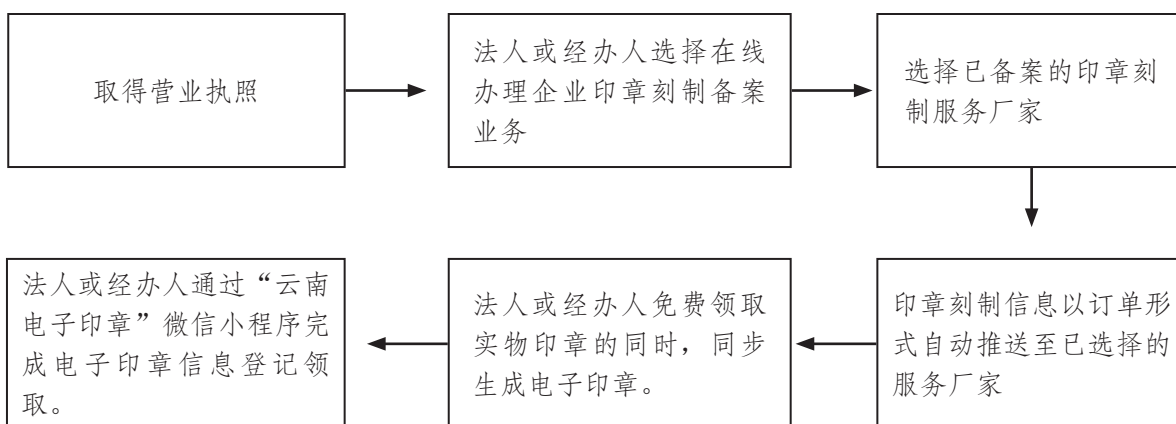 取得营业执照
法人或经办人选择在线
办理企业印章刻制备案
业务
选择已备案的印章刻
制服务厂家
印章刻制信息以订单形
式自动推送至已选择的
服务厂家
法人或经办人免费领取
实物印章的同时，同步
生成电子印章。
法人或经办人通过“云南
电子印章”微信小程序完
成电子印章信息登记领
取。